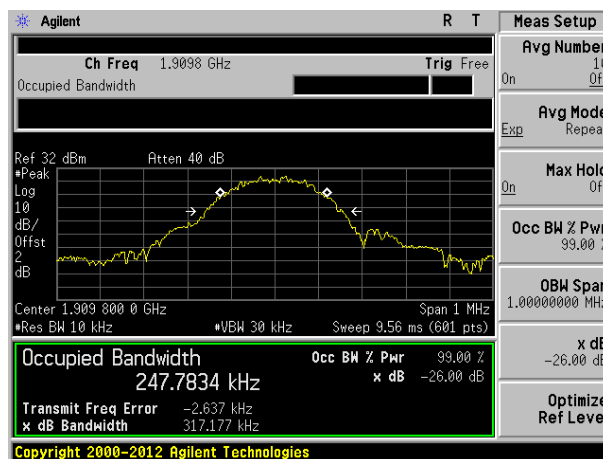 Agilent R T Meas Setup
Ch Freq 1.9098 GHz Trig Free
Occupied Bandwidth
Avg Number
On
Avg Mode
Exp Repea
Max Hold
On Of
Occ BW % Pwr
99.00 %
OBW Span
1.00000000 MHz
x dB
-26.00 dB
Optimize
Ref Level
Ref 32 dBm Atten 40 dB
#Peak
Log
10
dB/
Offst
2
dB
Center 1.909 800 0 GHz Span 1 MHz
#Res BW 10 kHz #VBW 30 kHz Sweep 9.56 ms (601 pts)
Occupied Bandwidth Occ BW % Pwr 99.00 %
247.7834 kHz x dB -26.00 dB
Transmit Freq Error -2.637 kHz
x dB Bandwidth 317.177 kHz
Copyright 2000-2012 Agilent Technologies